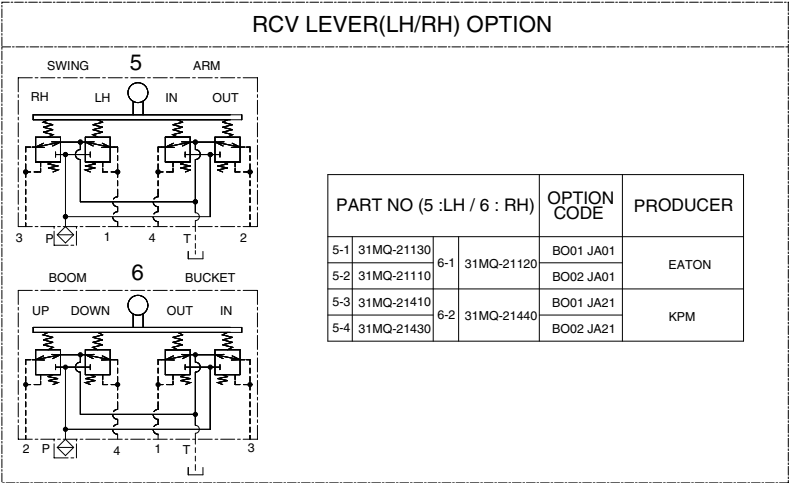 RCV LEVER(LH/RH) OPTION
SWING 5 ARM
RH LH IN OUT
3 P 1 4 T 2
BOOM 6 BUCKET
UP DOWN OUT IN
2 P 4 1 T 3
PART NO (5 :LH / 6 : RH) OPTION CODE PRODUCER
5-1 31MQ-21130 6-1 31MQ-21120 BO01 JA01 EATON
5-2 31MQ-21110 BO02 JA01
5-3 31MQ-21410 6-2 31MQ-21440 BO01 JA21 KPM
5-4 31MQ-21430 BO02 JA21